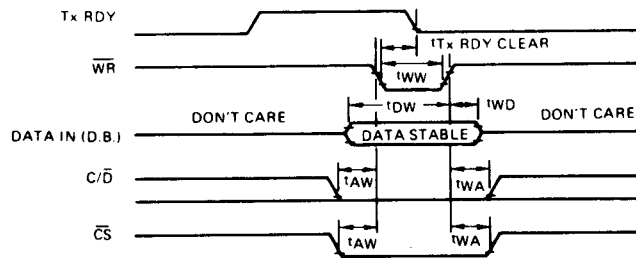 Tx RDY
tTx RDY CLEAR
WR
tWW
tDW
tWD
DON'T CARE
DON'T CARE
DATA IN (D.B.)
DATA STABLE
C/D
tAW
tWA
CS
tAW
tWA